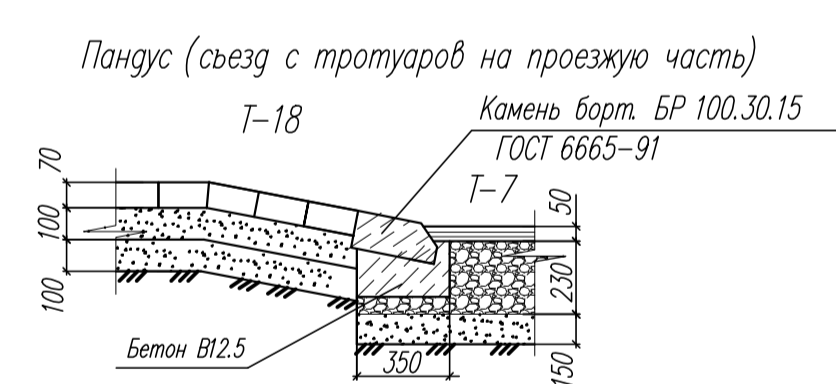 Пандус (съезд с тротуаров на проезжую часть)
Т-18
Камень борт. БР 100.30.15
ГОСТ 6665-91
Т-7
70
100
100
50
230
150
Бетон В12.5
350